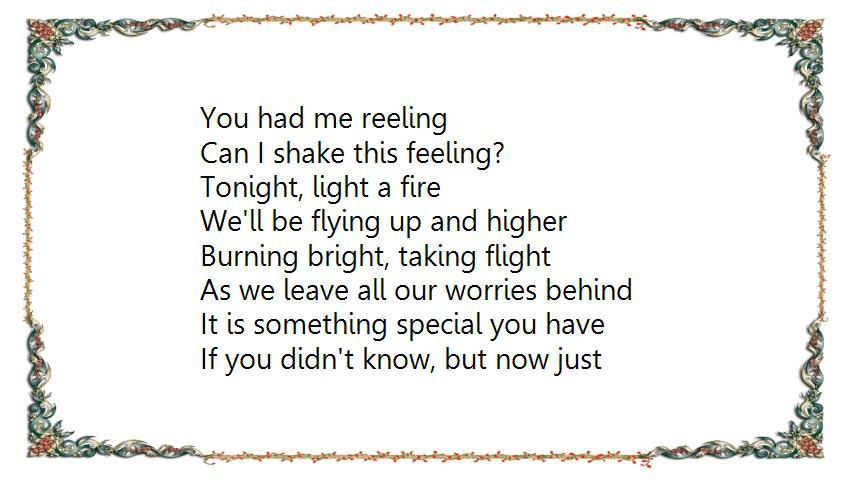 You had me reeling
Can I shake this feeling?
Tonight, light a fire
We'll be flying up and higher
Burning bright, taking flight
As we leave all our worries behind
It is something special you have
If you didn't know, but now just